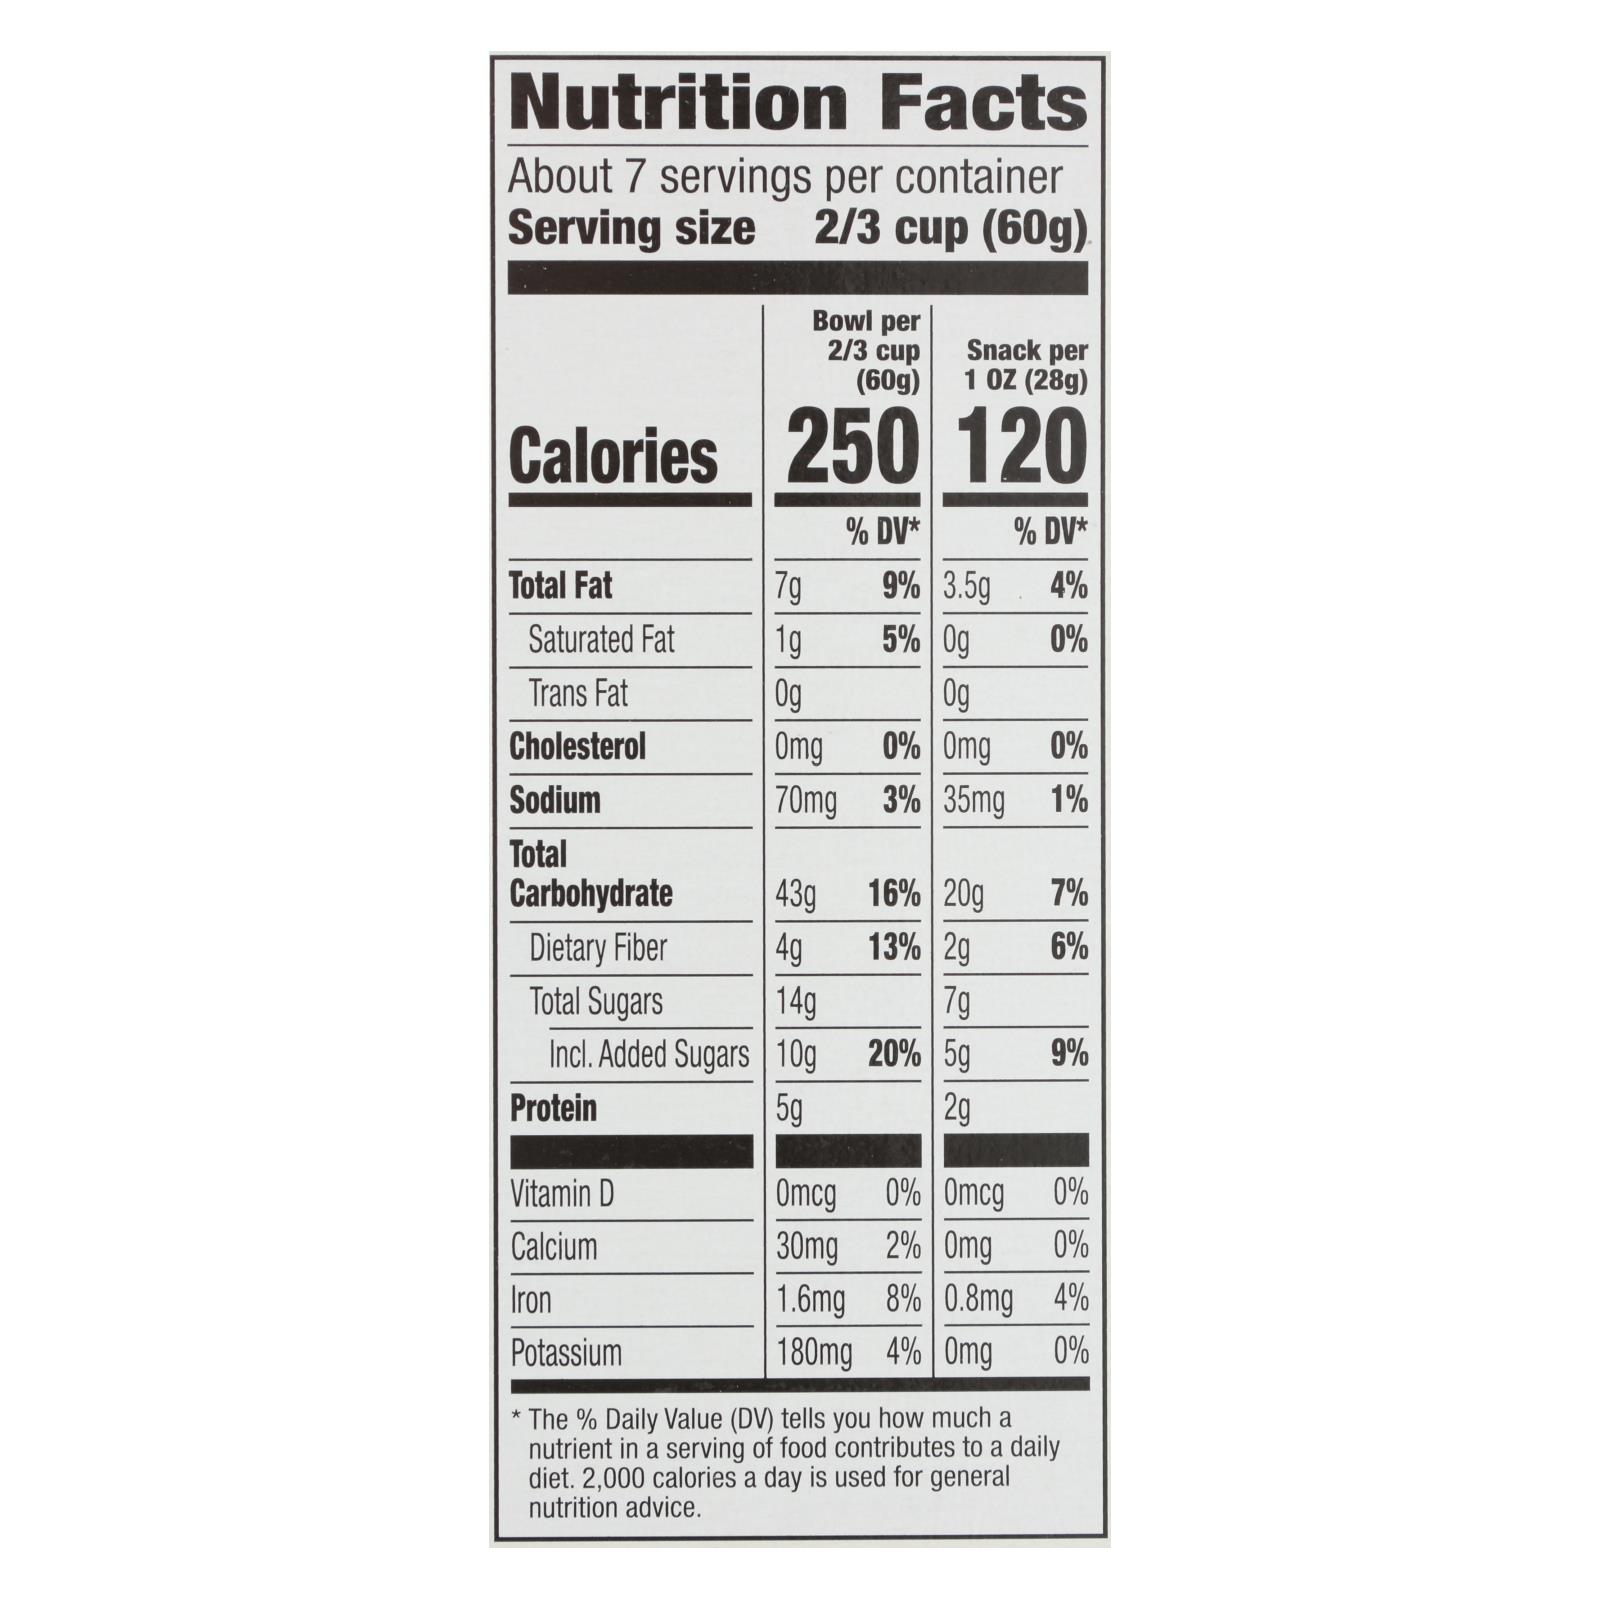 Nutrition Facts
About 7 servings per container
Serving size 2/3 cup (60g)
Bowl per
2/3 cup
(60g)
Snack per
1 OZ (28g)
Calories 250 120
% DV* % DV*
Total Fat 7g 9% 3.5g 4%
Saturated Fat 1g 5% 0g 0%
Trans Fat 0g 0g
Cholesterol 0mg 0% 0mg 0%
Sodium 70mg 3% 35mg 1%
Total
Carbohydrate 43g 16% 20g 7%
Dietary Fiber 4g 13% 2g 6%
Total Sugars 14g 7g
Incl. Added Sugars 10g 20% 5g 9%
Protein 5g 2g
Vitamin D 0mcg 0% 0mcg 0%
Calcium 30mg 2% 0mg 0%
Iron 1.6mg 8% 0.8mg 4%
Potassium 180mg 4% 0mg 0%
* The % Daily Value (DV) tells you how much a
nutrient in a serving of food contributes to a daily
diet. 2,000 calories a day is used for general
nutrition advice.